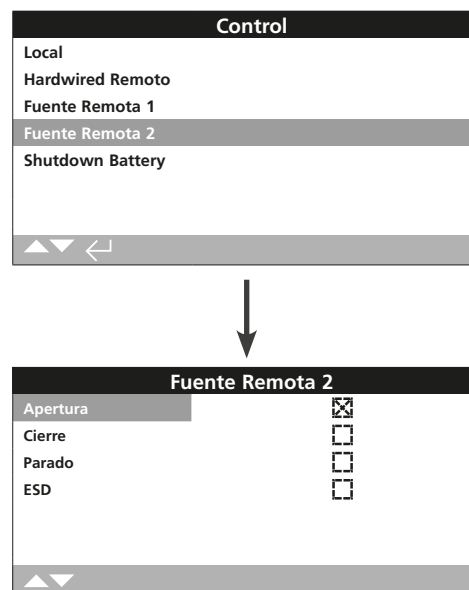 Control
Local
Hardwired Remoto
Fuente Remota 1
Fuente Remota 2
Shutdown Battery
Fuente Remota 2
Apertura
Cierre
Parado
ESD